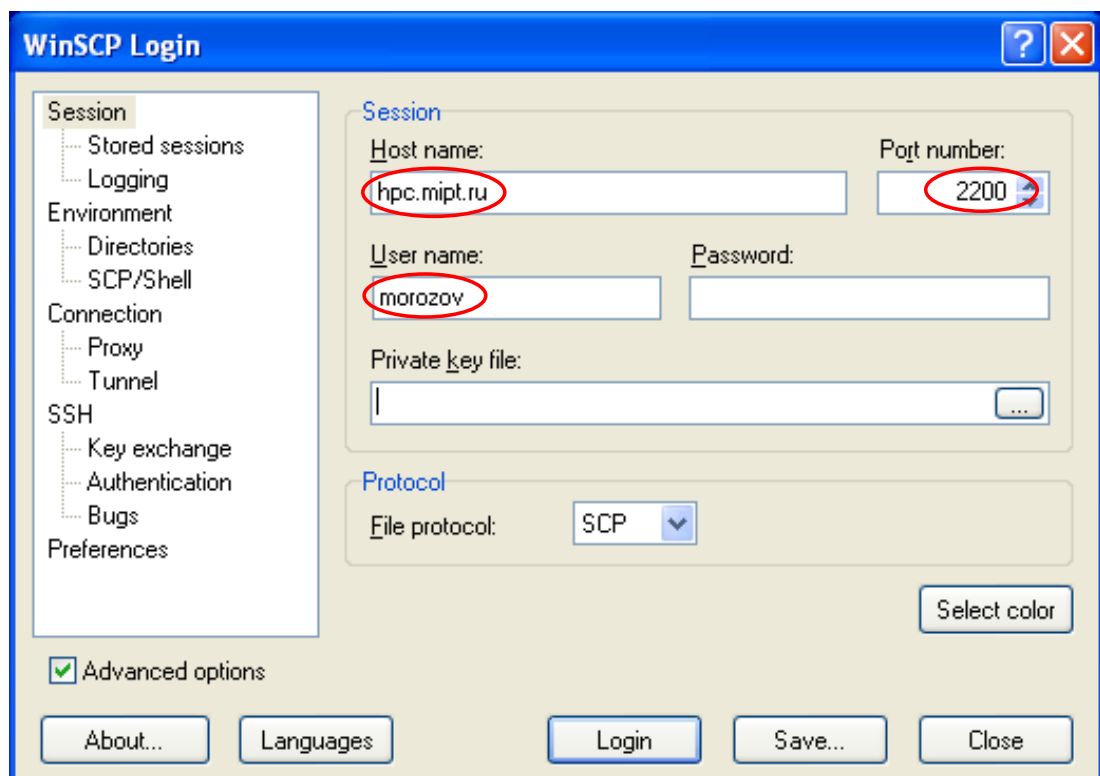 WinSCP Login
Session
Stored sessions
Logging
Environment
Directories
SCP/Shell
Connection
Proxy
Tunnel
SSH
Key exchange
Authentication
Bugs
Preferences
Session
Host name:
Port number:
hpc.mipt.ru
2200
User name:
Password:
morozov
Private key file:
...
Protocol
File protocol:
SCP
Select color
Advanced options
About...
Languages
Login
Save...
Close